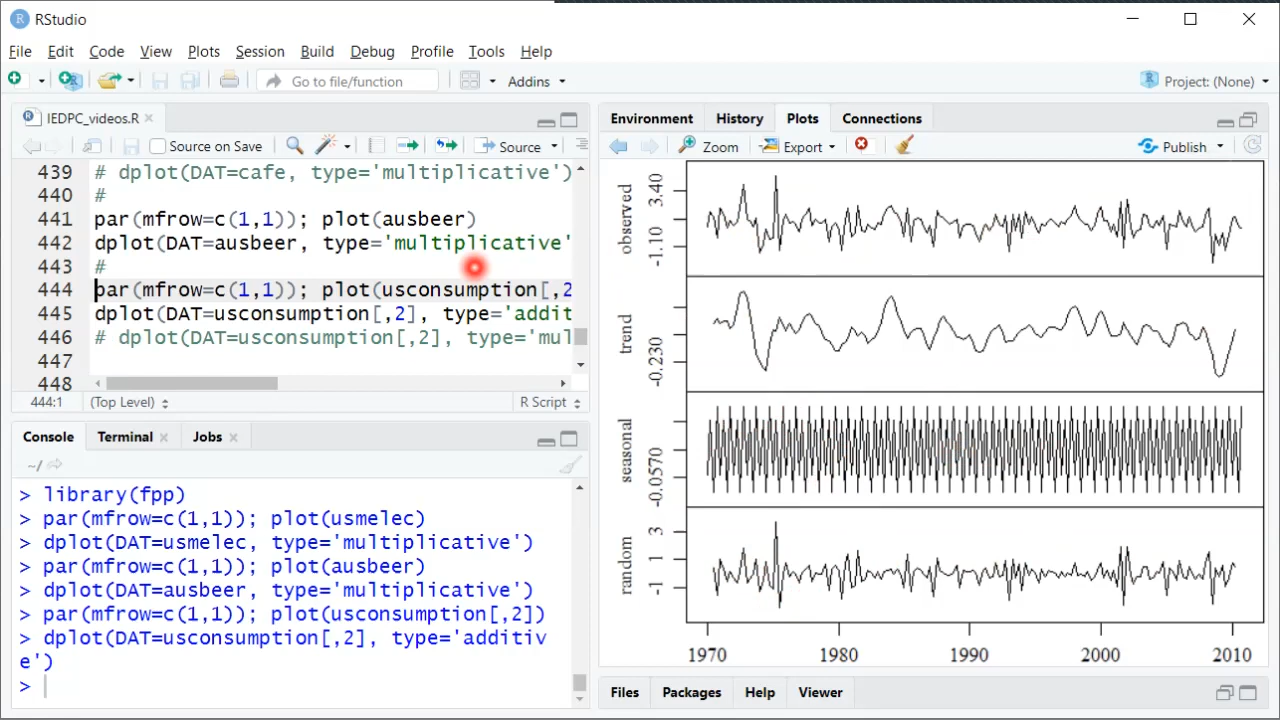 RStudio
File Edit Code View Plots Session Build Debug Profile Tools Help
Go to file/function Addins Project: (None)
IEDPC_videos.R
Source on Save Source
439 # dplot(DAT=cafe, type='multiplicative')
440 #
441 par(mfrow=c(1,1)); plot(ausbeer)
442 dplot(DAT=ausbeer, type='multiplicative'
443 #
444 par(mfrow=c(1,1)); plot(usconsumption[,2
445 dplot(DAT=usconsumption[,2], type='addit
446 # dplot(DAT=usconsumption[,2], type='mul
447
448
444:1 (Top Level) R Script
Console Terminal Jobs
~/
> library(fpp)
> par(mfrow=c(1,1)); plot(usmelec)
> dplot(DAT=usmelec, type='multiplicative')
> par(mfrow=c(1,1)); plot(ausbeer)
> dplot(DAT=ausbeer, type='multiplicative')
> par(mfrow=c(1,1)); plot(usconsumption[,2])
> dplot(DAT=usconsumption[,2], type='additiv
e')
>
Environment History Plots Connections
Zoom Export Publish
observed
-1.10 3.40
trend
-0.230
seasonal
-0.0570
random
-1 1 3
1970 1980 1990 2000 2010
Files Packages Help Viewer